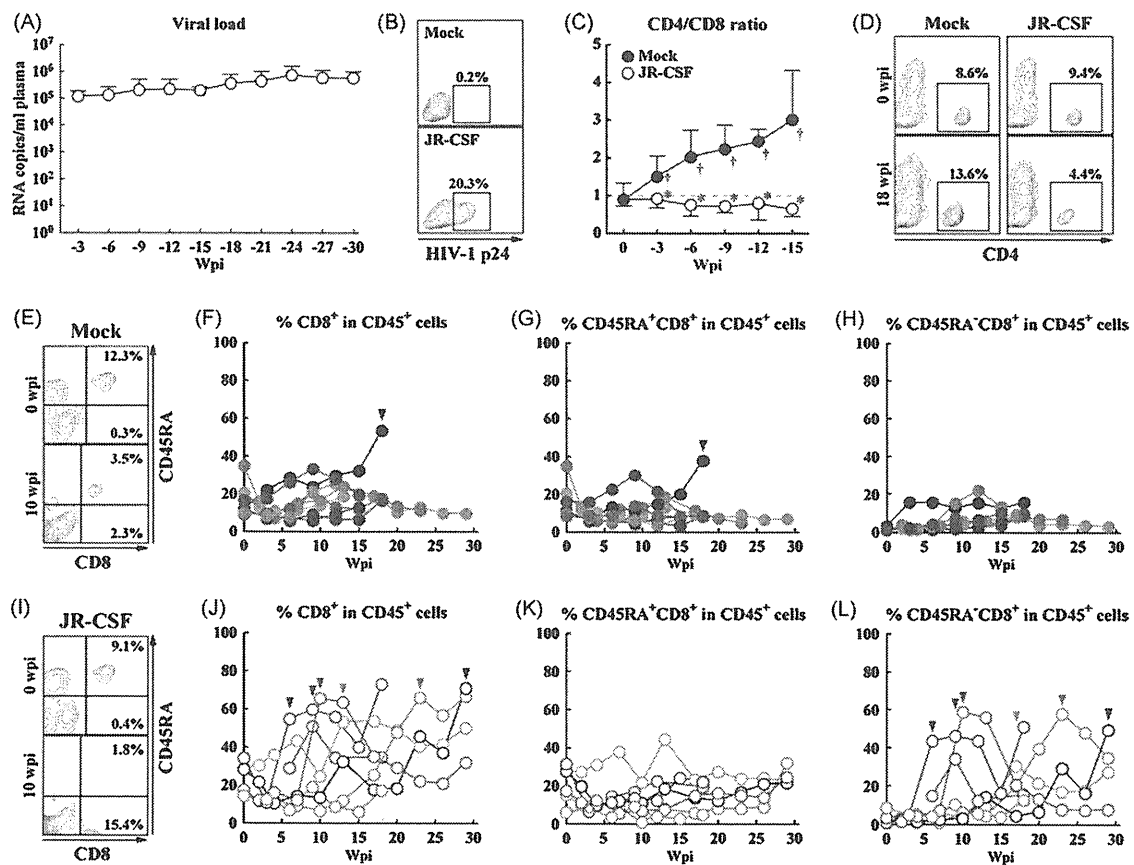 (A) Viral load
RNA copies/ml plasma
10⁷
10⁶
10⁵
10⁴
10³
10²
10¹
10⁰
-3 -6 -9 -12 -15 -18 -21 -24 -27 -30
Wpi
(B)
Mock
0.2%
JR-CSF
20.3%
HIV-1 p24
(C) CD4/CD8 ratio
Mock
JR-CSF
5
4
3
2
1
0
† † † † †
* * * * *
0 -3 -6 -9 -12 -15
Wpi
(D) Mock JR-CSF
0 wpi
8.6% 9.4%
18 wpi
13.6% 4.4%
CD4
(E) Mock
0 wpi
12.3%
0.3%
10 wpi
3.5%
2.3%
CD45RA
CD8
(F) % CD8⁺ in CD45⁺ cells
100
80
60
40
20
0
0 5 10 15 20 25 30
Wpi
(G) % CD45RA⁺CD8⁺ in CD45⁺ cells
100
80
60
40
20
0
0 5 10 15 20 25 30
Wpi
(H) % CD45RA⁻CD8⁺ in CD45⁺ cells
100
80
60
40
20
0
0 5 10 15 20 25 30
Wpi
(I) JR-CSF
0 wpi
9.1%
0.4%
10 wpi
1.8%
15.4%
CD45RA
CD8
(J) % CD8⁺ in CD45⁺ cells
100
80
60
40
20
0
0 5 10 15 20 25 30
Wpi
(K) % CD45RA⁺CD8⁺ in CD45⁺ cells
100
80
60
40
20
0
0 5 10 15 20 25 30
Wpi
(L) % CD45RA⁻CD8⁺ in CD45⁺ cells
100
80
60
40
20
0
0 5 10 15 20 25 30
Wpi